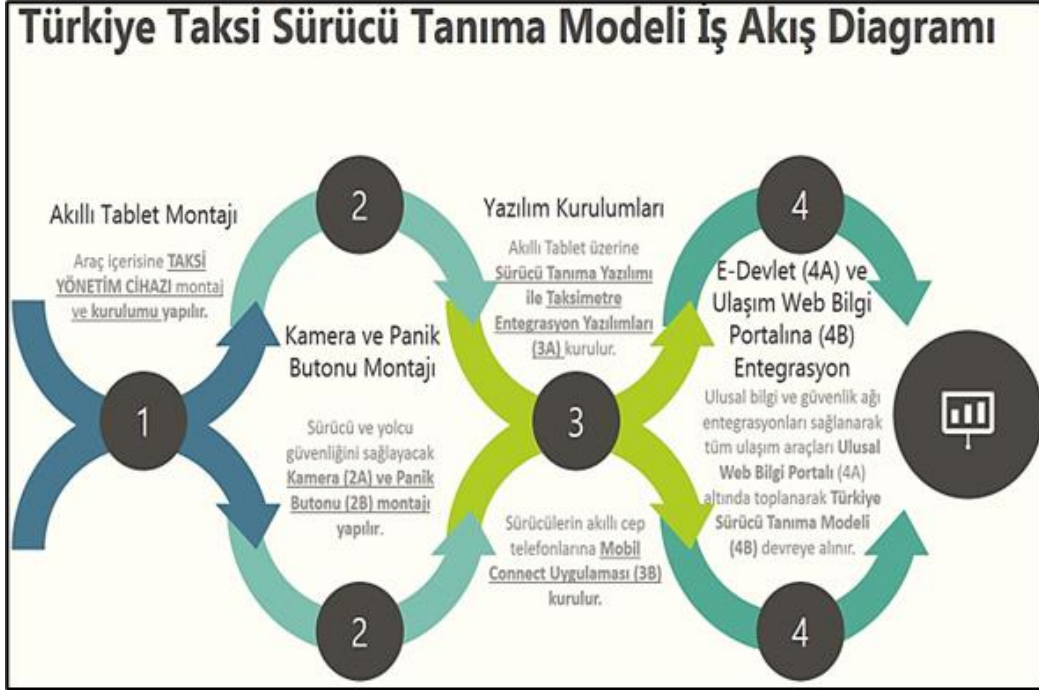 Türkiye Taksi Sürücü Tanıma Modeli İş Akış Diagramı
1
Akıllı Tablet Montajı
Araç içerisine TAKSİ
YÖNETİM CİHAZI montaj
ve kurulumu yapılır.
2
Kamera ve Panik
Butonu Montajı
Sürücü ve yolcu
güvenliğini sağlayacak
Kamera (2A) ve Panik
Butonu (2B) montajı
yapılır.
2
Yazılım Kurulumları
Akıllı Tablet üzerine
Sürücü Tanıma Yazılımı
ile Taksimetre
Entegrasyon Yazılımları
(3A) kurulur.
3
Sürücülerin akıllı cep
telefonlarına Mobil
Connect Uygulaması (3B)
kurulur.
4
E-Devlet (4A) ve
Ulaşım Web Bilgi
Portalına (4B)
Entegrasyon
Ulusal bilgi ve güvenlik ağı
entegrasyonları sağlanarak
tüm ulaşım araçları Ulusal
Web Bilgi Portalı (4A)
altında toplanarak Türkiye
Sürücü Tanıma Modeli
(4B) devreye alınır.
4